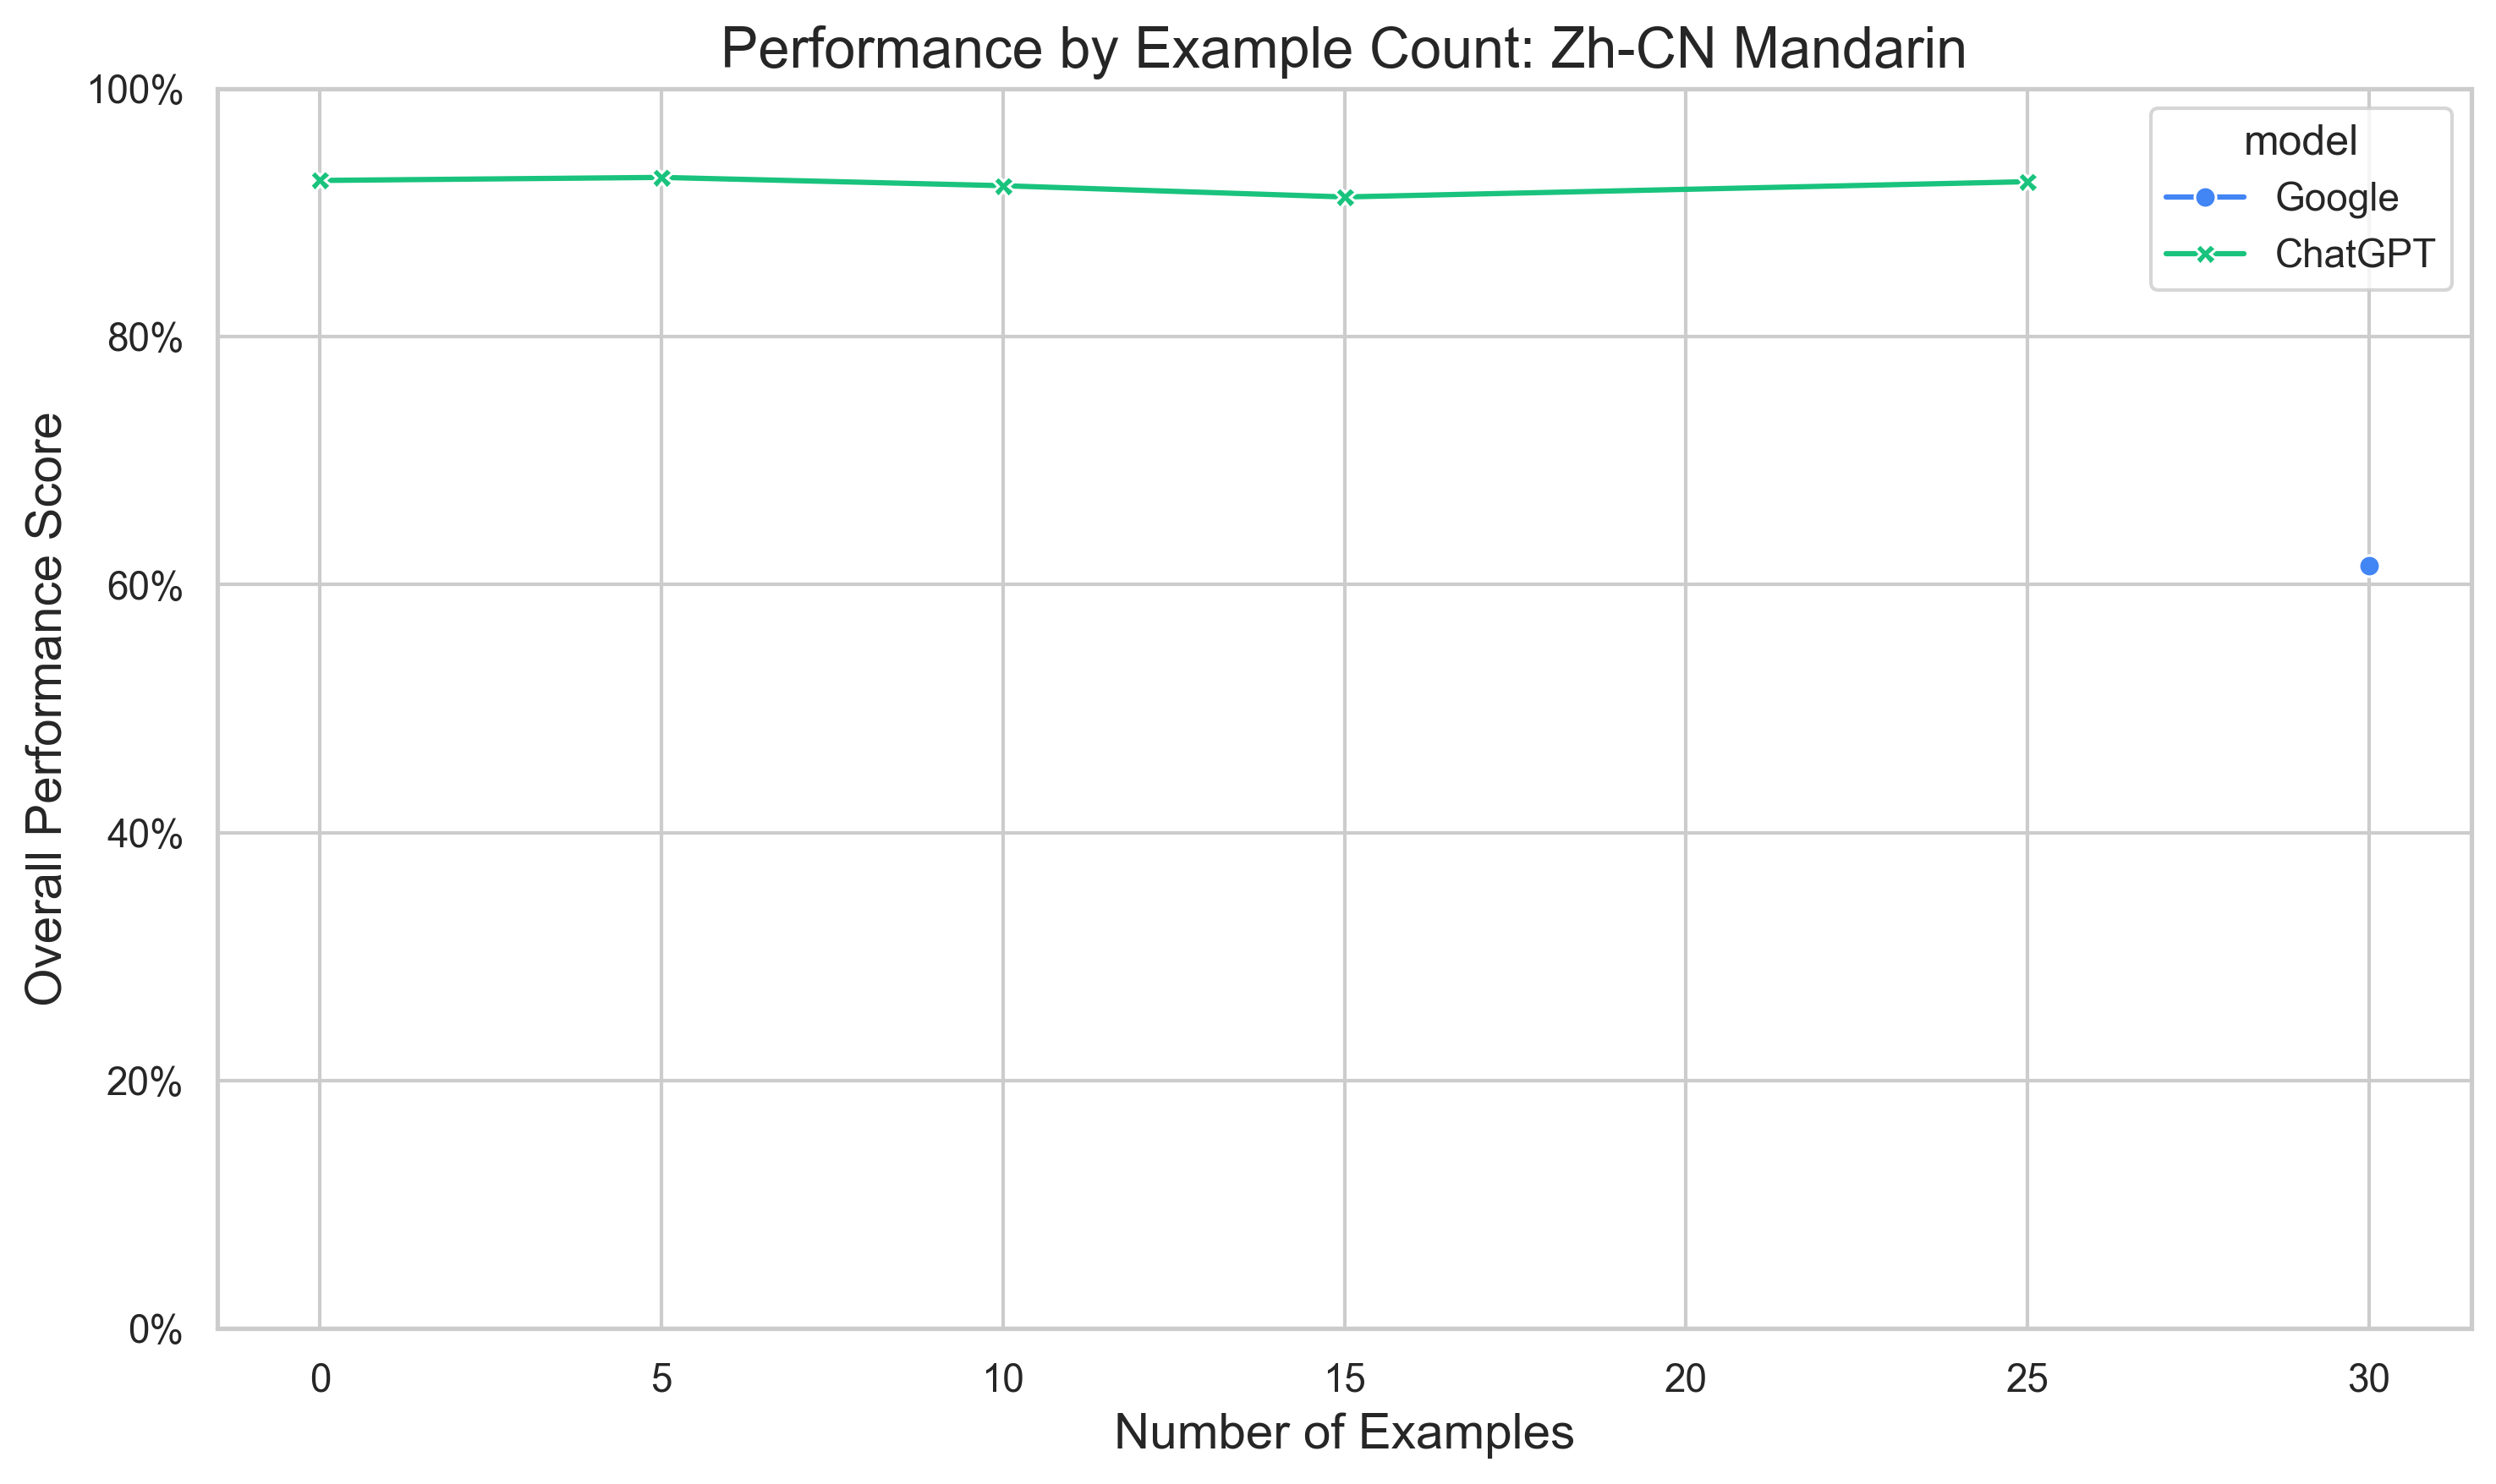 Performance by Example Count: Zh-CN Mandarin
100%
80%
60%
40%
20%
0%
Overall Performance Score
model
Google
ChatGPT
0 5 10 15 20 25 30
Number of Examples